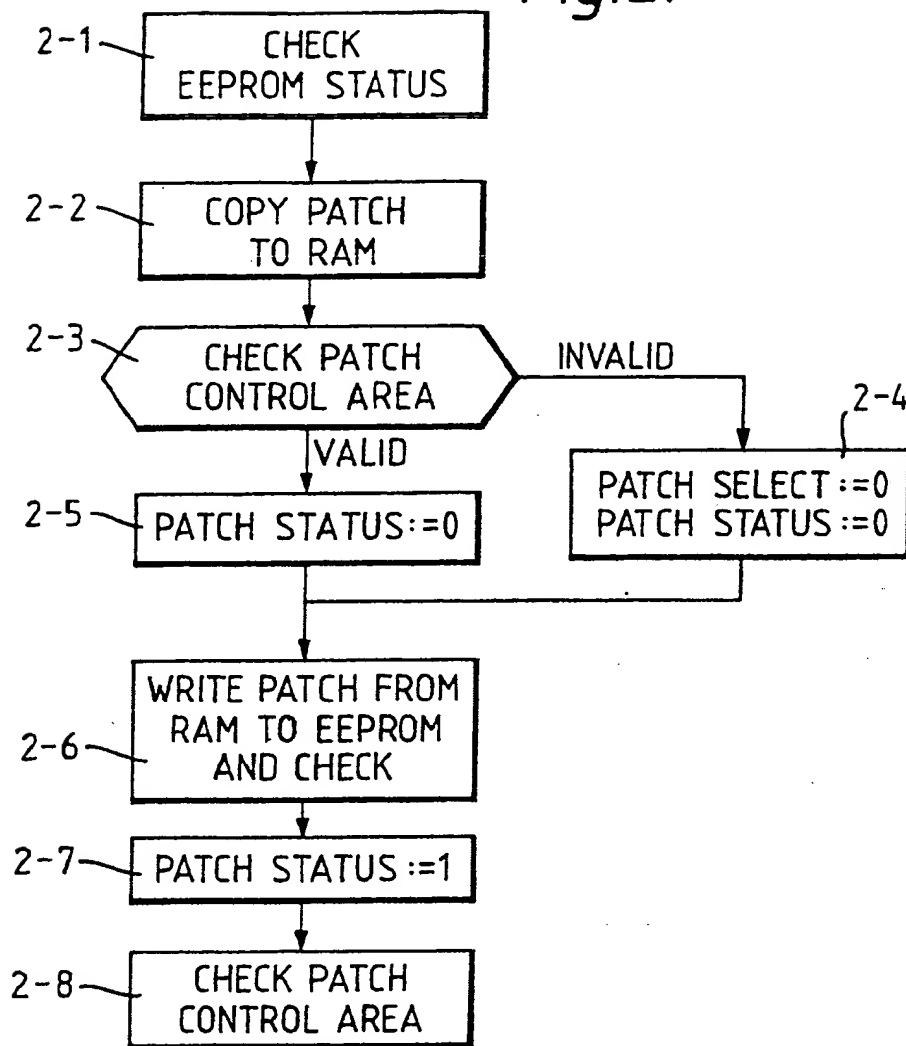 Fig.2.
2-1
CHECK
EEPROM STATUS
2-2
COPY PATCH
TO RAM
2-3
CHECK PATCH
CONTROL AREA
INVALID
VALID
2-4
PATCH SELECT :=0
PATCH STATUS :=0
2-5
PATCH STATUS :=0
2-6
WRITE PATCH FROM
RAM TO EEPROM
AND CHECK
2-7
PATCH STATUS :=1
2-8
CHECK PATCH
CONTROL AREA